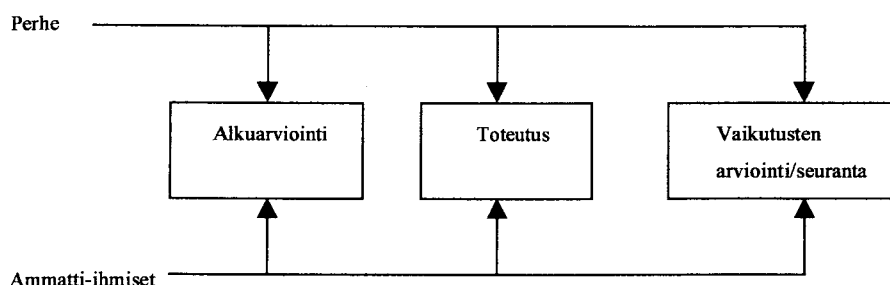 Perhe
Alkuarviointi
Toteutus
Vaikutusten
arviointi/seuranta
Ammatti-ihmiset